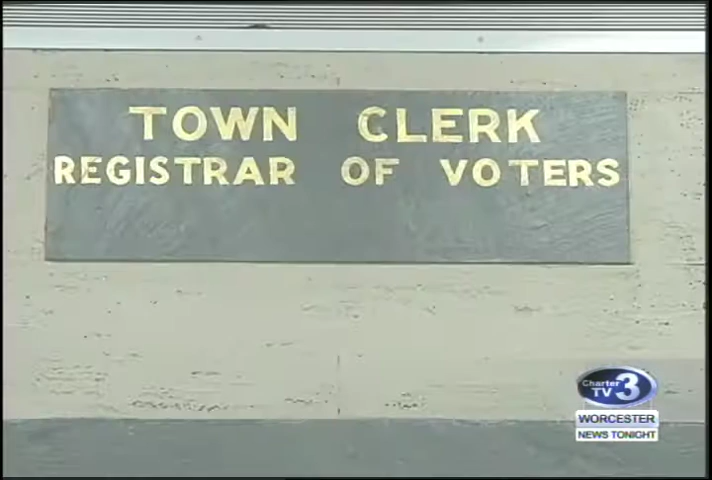 TOWN CLERK
REGISTRAR OF VOTERS
Charter
TV 3
WORCESTER
NEWS TONIGHT